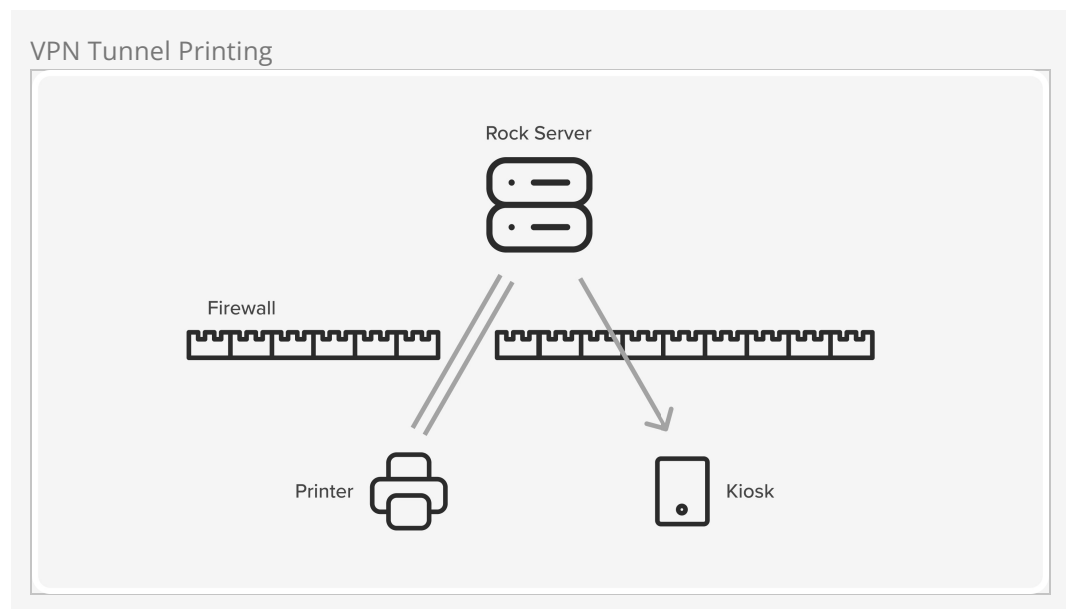 VPN Tunnel Printing
Rock Server
Firewall
Printer
Kiosk